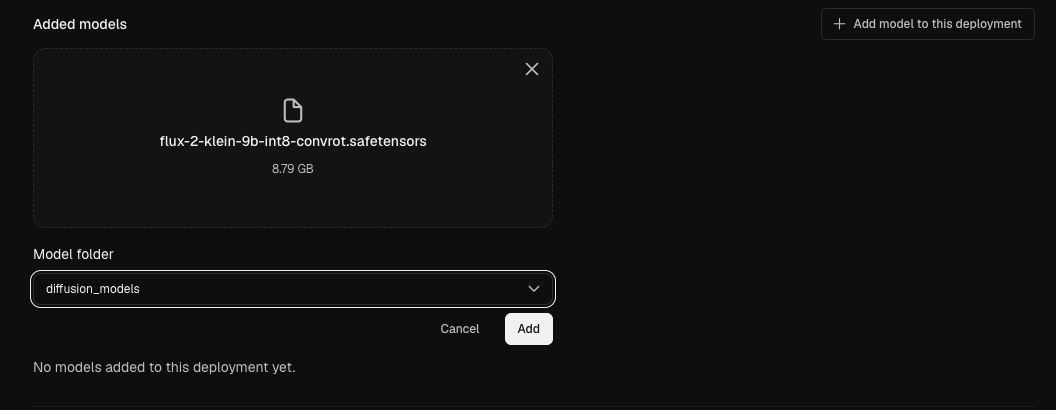 Added models
Add model to this deployment
flux-2-klein-9b-int8-convrot.safetensors
8.79 GB
Model folder
diffusion_models
Cancel
Add
No models added to this deployment yet.